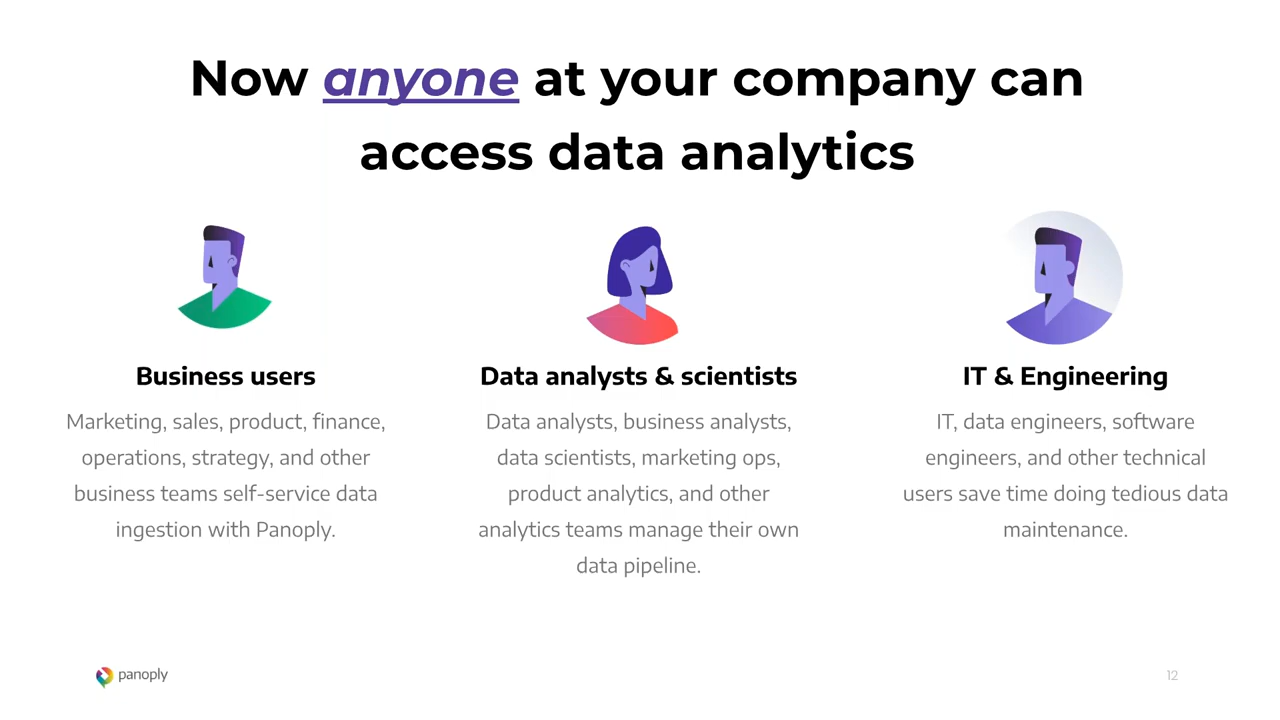 Now anyone at your company can
access data analytics
Business users
Marketing, sales, product, finance,
operations, strategy, and other
business teams self-service data
ingestion with Panoply.
Data analysts & scientists
Data analysts, business analysts,
data scientists, marketing ops,
product analytics, and other
analytics teams manage their own
data pipeline.
IT & Engineering
IT, data engineers, software
engineers, and other technical
users save time doing tedious data
maintenance.
panoply
12